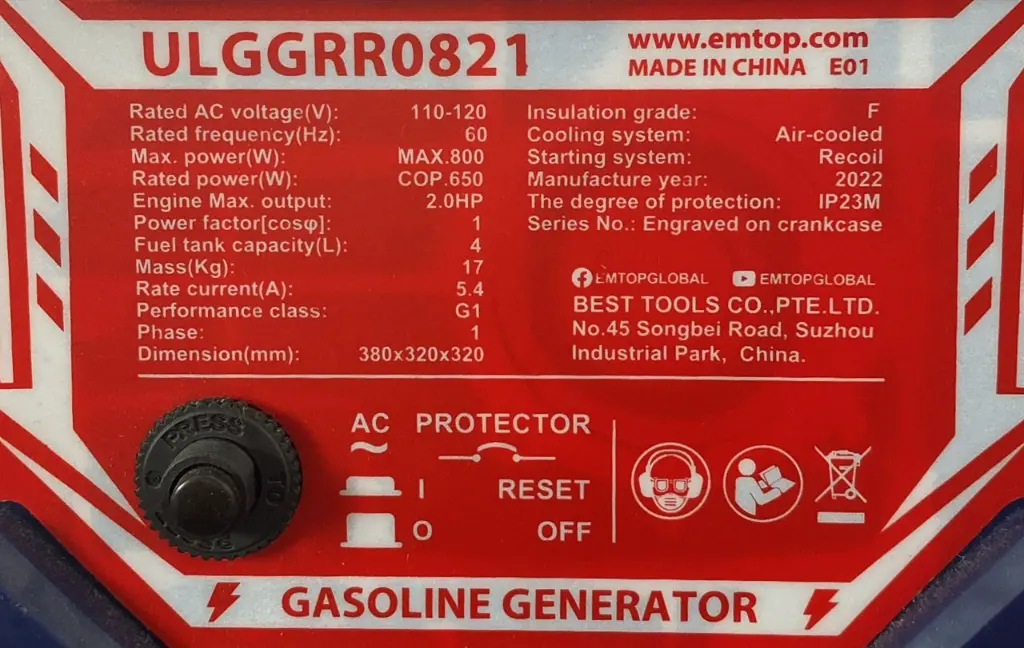 ULGGRR0821
www.emtop.com
MADE IN CHINA E01
Rated AC voltage(V): 110-120
Rated frequency(Hz): 60
Max. power(W): MAX.800
Rated power(W): COP.650
Engine Max. output: 2.0HP
Power factor[cosφ]: 1
Fuel tank capacity(L): 4
Mass(Kg): 17
Rate current(A): 5.4
Performance class: G1
Phase: 1
Dimension(mm): 380x320x320
Insulation grade: F
Cooling system: Air-cooled
Starting system: Recoil
Manufacture year: 2022
The degree of protection: IP23M
Series No.: Engraved on crankcase
EMTOPGLOBAL EMTOPGLOBAL
BEST TOOLS CO.,PTE.LTD.
No.45 Songbei Road, Suzhou
Industrial Park, China.
PRESS TO
AC PROTECTOR
I RESET
O OFF
GASOLINE GENERATOR